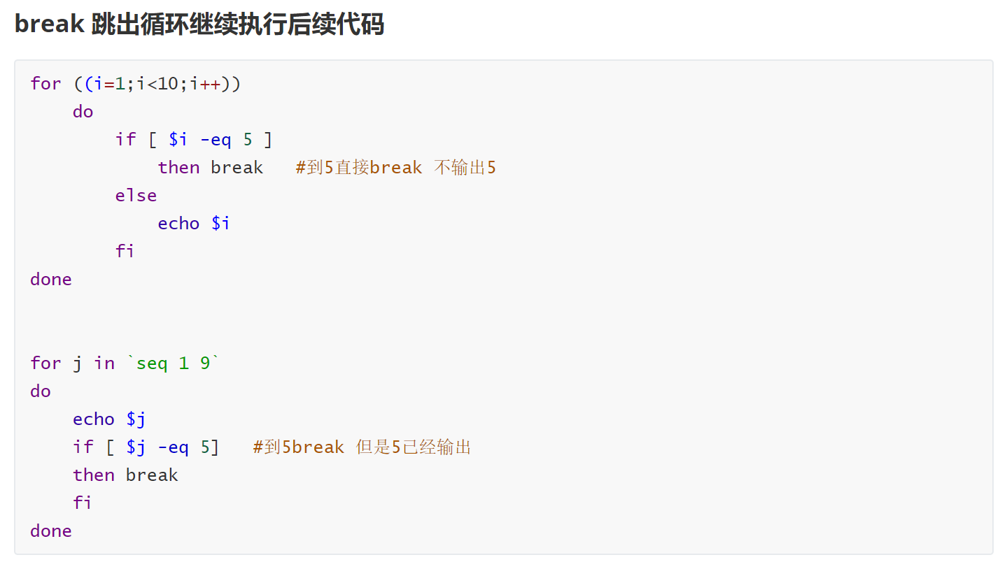 break 跳出循环继续执行后续代码
for ((i=1;i<10;i++))
    do
        if [ $i -eq 5 ]
            then break   #到5直接break 不输出5
        else
            echo $i
        fi
done
for j in `seq 1 9`
do
    echo $j
    if [ $j -eq 5]   #到5break 但是5已经输出
    then break
    fi
done